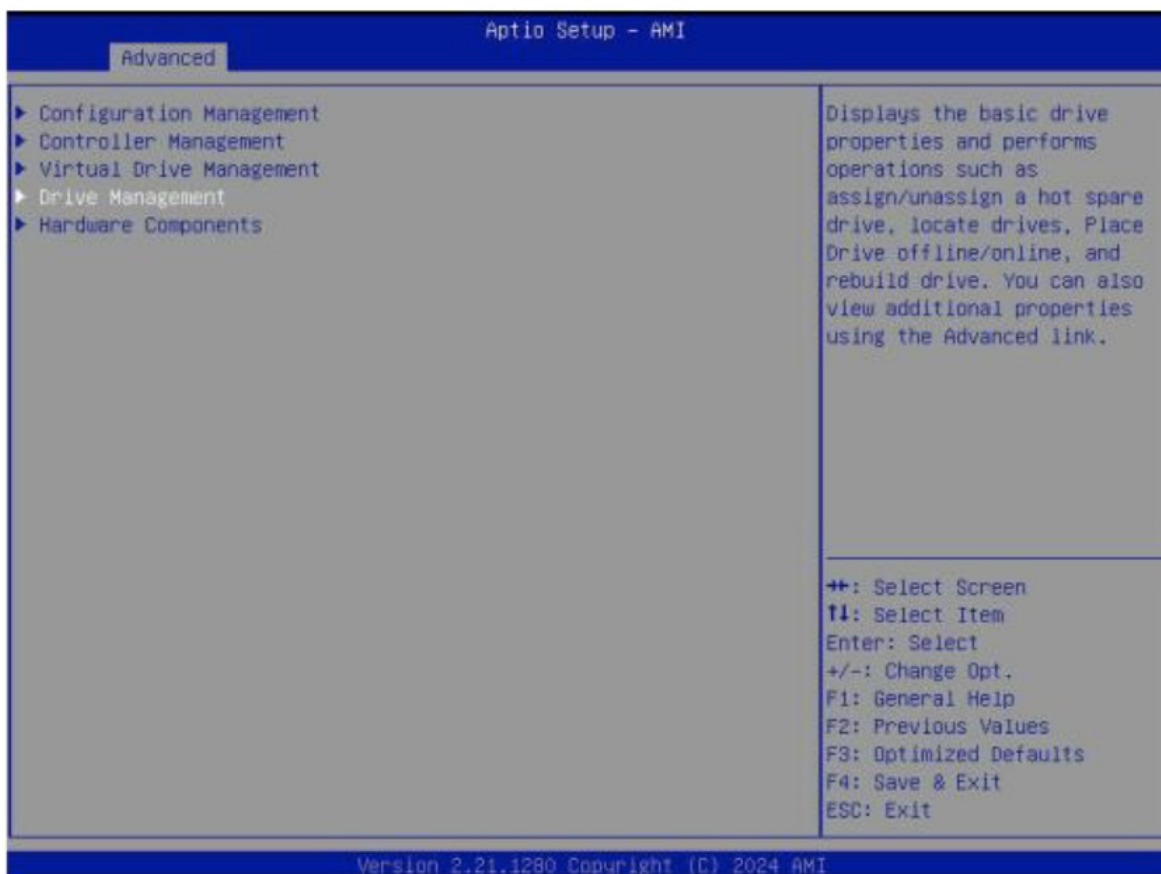 Aptio Setup – AMI
Advanced
▶ Configuration Management
▶ Controller Management
▶ Virtual Drive Management
▶ Drive Management
▶ Hardware Components
Displays the basic drive
properties and performs
operations such as
assign/unassign a hot spare
drive, locate drives, Place
Drive offline/online, and
rebuild drive. You can also
view additional properties
using the Advanced link.
→←: Select Screen
↑↓: Select Item
Enter: Select
+/-: Change Opt.
F1: General Help
F2: Previous Values
F3: Optimized Defaults
F4: Save & Exit
ESC: Exit
Version 2.21.1280 Copyright (C) 2024 AMI